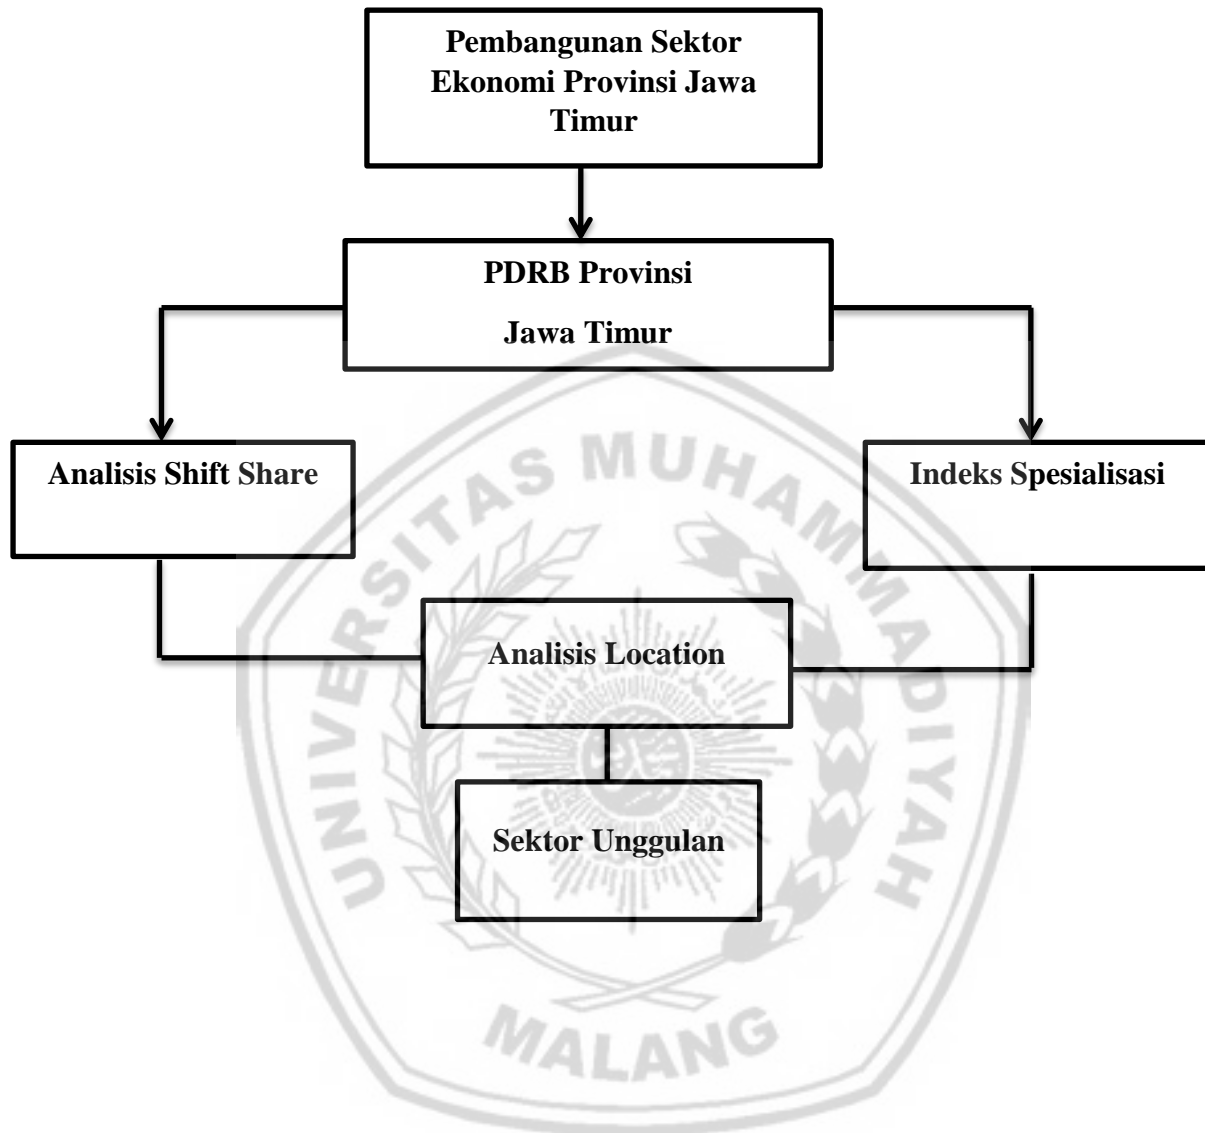 Pembangunan Sektor
Ekonomi Provinsi Jawa
Timur
PDRB Provinsi
Jawa Timur
Analisis Shift Share
Indeks Spesialisasi
Analisis Location
Sektor Unggulan
UNIVERSITAS MUHAMMADIYAH
MALANG